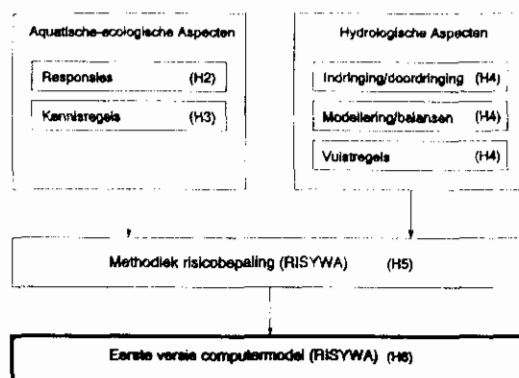 Aquatische-ecologische Aspecten
Responsies (H2)
Kennisregels (H3)
Hydrologische Aspecten
Indringing/doordringing (H4)
Modellering/balansen (H4)
Vuistregels (H4)
Methodiek risicobepaling (RISYWA) (H5)
Eerste versie computermodel (RISYWA) (H6)